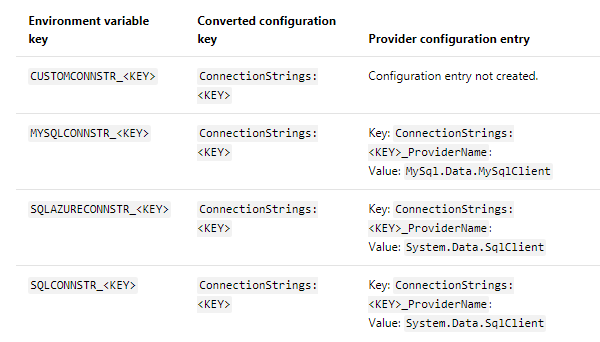 Environment variable key
Converted configuration key
Provider configuration entry
CUSTOMCONNSTR_<KEY>
ConnectionStrings:
<KEY>
Configuration entry not created.
MYSQLCONNSTR_<KEY>
ConnectionStrings:
<KEY>
Key: ConnectionStrings:
<KEY>_ProviderName:
Value: MySql.Data.MySqlClient
SQLAZURECONNSTR_<KEY>
ConnectionStrings:
<KEY>
Key: ConnectionStrings:
<KEY>_ProviderName:
Value: System.Data.SqlClient
SQLCONNSTR_<KEY>
ConnectionStrings:
<KEY>
Key: ConnectionStrings:
<KEY>_ProviderName:
Value: System.Data.SqlClient